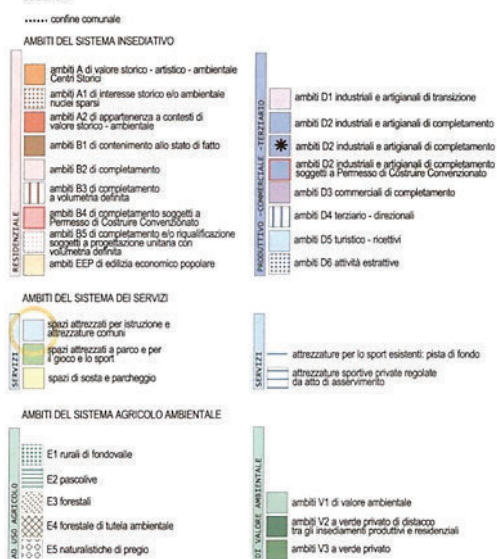 confine comunale
AMBITI DEL SISTEMA INSEDIATIVO
RESIDENZIALE
ambiti A di valore storico - artistico - ambientale
Centri Storici
ambiti A1 di interesse storico e/o ambientale
nuclei sparsi
ambiti A2 di appartenenza a contesti di
valore storico - ambientale
ambiti B1 di contenimento allo stato di fatto
ambiti B2 di completamento
ambiti B3 di completamento
a volumetria definita
ambiti B4 di completamento soggetti a
Permesso di Costruire Convenzionato
ambiti B5 di completamento e/o riqualificazione
soggetti a progettazione unitaria con
volumetria definita
ambiti EEP di edilizia economico popolare
PRODUTTIVO -COMMERCIALE -TERZIARIO
ambiti D1 industriali e artigianali di transizione
ambiti D2 industriali e artigianali di completamento
ambiti D2 industriali e artigianali di completamento
ambiti D2 industriali e artigianali di completamento
soggetti a Permesso di Costruire Convenzionato
ambiti D3 commerciali di completamento
ambiti D4 terziario - direzionali
ambiti D5 turistico - ricettivi
ambiti D6 attività estrattive
AMBITI DEL SISTEMA DEI SERVIZI
SERVIZI
spazi attrezzati per istruzione e
attrezzature comuni
spazi attrezzati a parco e per
il gioco e lo sport
spazi di sosta e parcheggio
SERVIZI
attrezzature per lo sport esistenti: pista di fondo
attrezzature sportive private regolate
da atto di asservimento
AMBITI DEL SISTEMA AGRICOLO AMBIENTALE
AD USO AGRICOLO
E1 rurali di fondovalle
E2 pascolive
E3 forestali
E4 forestale di tutela ambientale
E5 naturalistiche di pregio
DI VALORE AMBIENTALE
ambiti V1 di valore ambientale
ambiti V2 a verde privato di distacco
tra gli insediamenti produttivi e residenziali
ambiti V3 a verde privato